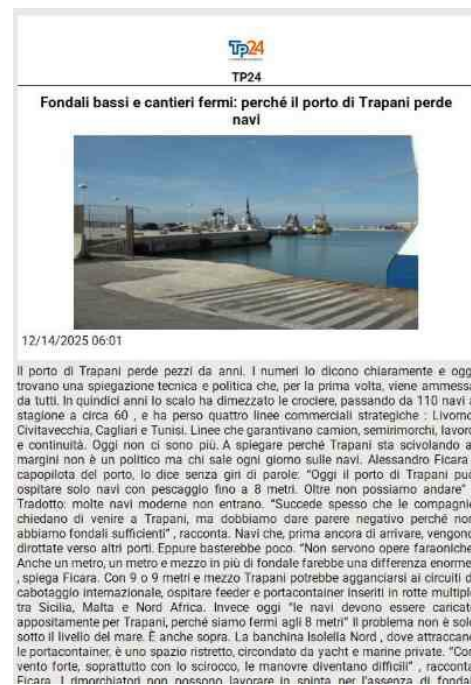 Tp24
TP24
Fondali bassi e cantieri fermi: perché il porto di Trapani perde
navi
12/14/2025 06:01
Il porto di Trapani perde pezzi da anni. I numeri lo dicono chiaramente e ogg
trovano una spiegazione tecnica e politica che, per la prima volta, viene ammessa
da tutti. In quindici anni lo scalo ha dimezzato le crociere, passando da 110 navi a
stagione a circa 60 , e ha perso quattro linee commerciali strategiche : Livorno
Civitavecchia, Cagliari e Tunisi. Linee che garantivano camion, semirimorchi, lavoro
e continuità. Oggi non ci sono più. A spiegare perché Trapani sta scivolando ai
margini non è un politico ma chi sale ogni giorno sulle navi. Alessandro Ficara
capopilota del porto, lo dice senza giri di parole: “Oggi il porto di Trapani può
ospitare solo navi con pescaggio fino a 8 metri. Oltre non possiamo andare” .
Tradotto: molte navi moderne non entrano. “Succede spesso che le compagnie
chiedano di venire a Trapani, ma dobbiamo dare parere negativo perché non
abbiamo fondali sufficienti” , racconta. Navi che, prima ancora di arrivare, vengono
dirottate verso altri porti. Eppure basterebbe poco. “Non servono opere faraoniche
Anche un metro, un metro e mezzo in più di fondale farebbe una differenza enorme”
, spiega Ficara. Con 9 o 9 metri e mezzo Trapani potrebbe agganciarsi ai circuiti d
cabotaggio internazionale, ospitare feeder e portacontainer inseriti in rotte multiple
tra Sicilia, Malta e Nord Africa. Invece oggi “le navi devono essere caricate
appositamente per Trapani, perché siamo fermi agli 8 metri” Il problema non è solo
sotto il livello del mare. È anche sopra. La banchina Isolella Nord , dove attraccano
le portacontainer, è uno spazio ristretto, circondato da yacht e marine private. “Con
vento forte, soprattutto con lo scirocco, le manovre diventano difficili” , racconta
Ficara. I rimorchiatori non possono lavorare in spinta per l'assenza di fondal